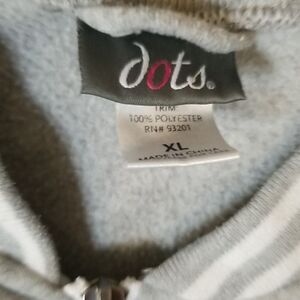 dots.®
TRIM:
100% POLYESTER
RN# 93201
XL
MADE IN CHINA